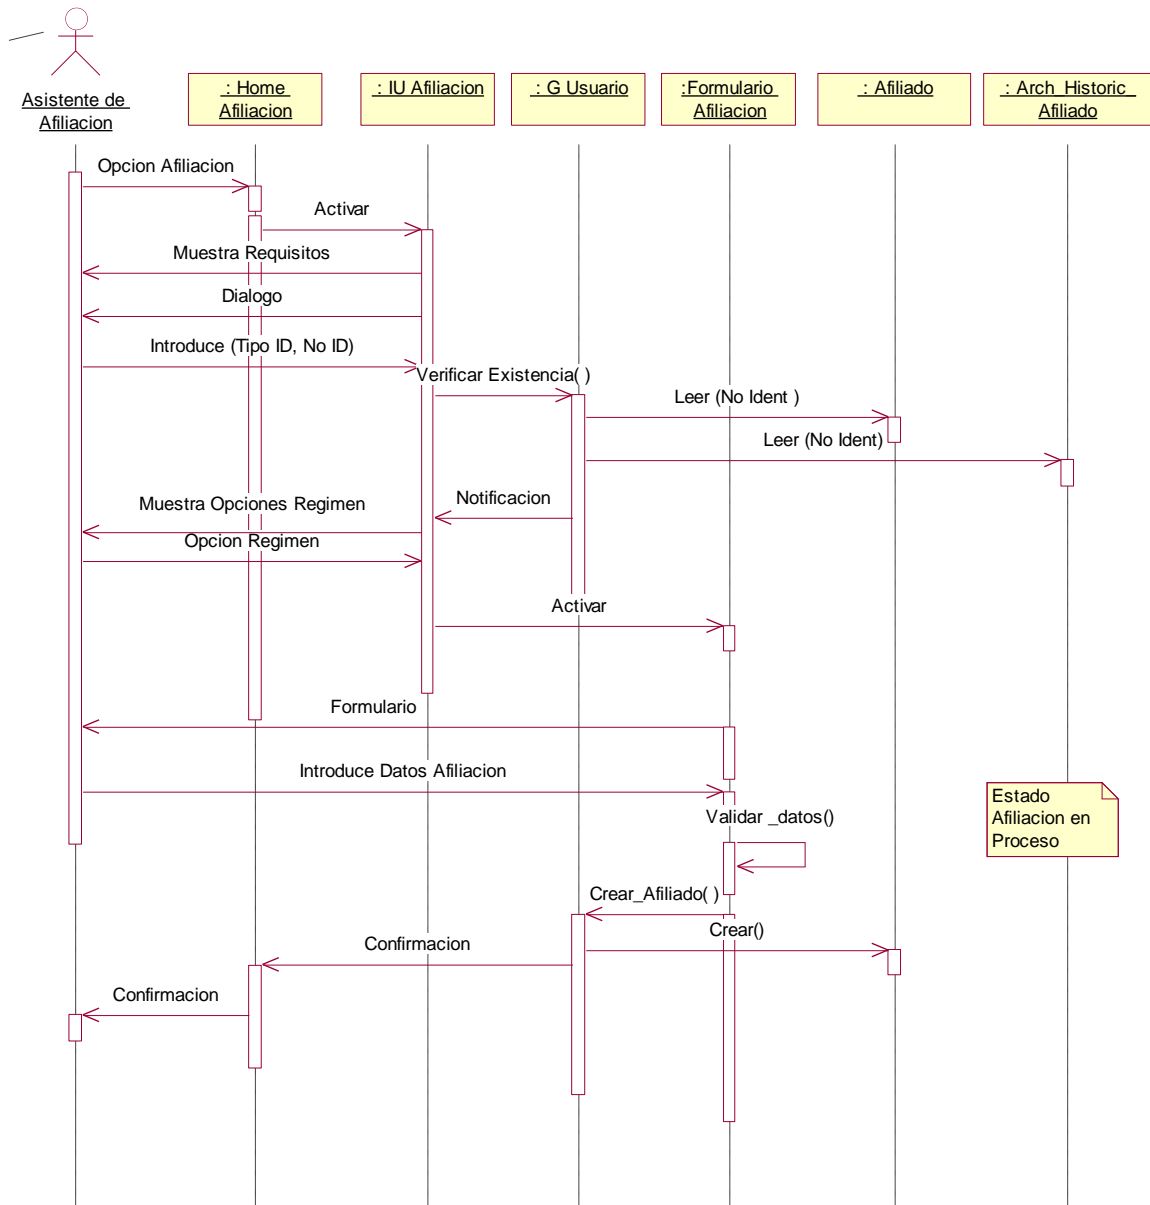 Asistente de
Afiliacion
: Home
Afiliacion
: IU Afiliacion
: G Usuario
:Formulario
Afiliacion
: Afiliado
: Arch_Historic_
Afiliado
Opcion Afiliacion
Activar
Muestra Requisitos
Dialogo
Introduce (Tipo ID, No ID)
Verificar Existencia( )
Leer (No Ident )
Leer (No Ident)
Notificacion
Muestra Opciones Regimen
Opcion Regimen
Activar
Formulario
Introduce Datos Afiliacion
Estado
Afiliacion en
Proceso
Validar _datos()
Crear_Afiliado( )
Crear()
Confirmacion
Confirmacion